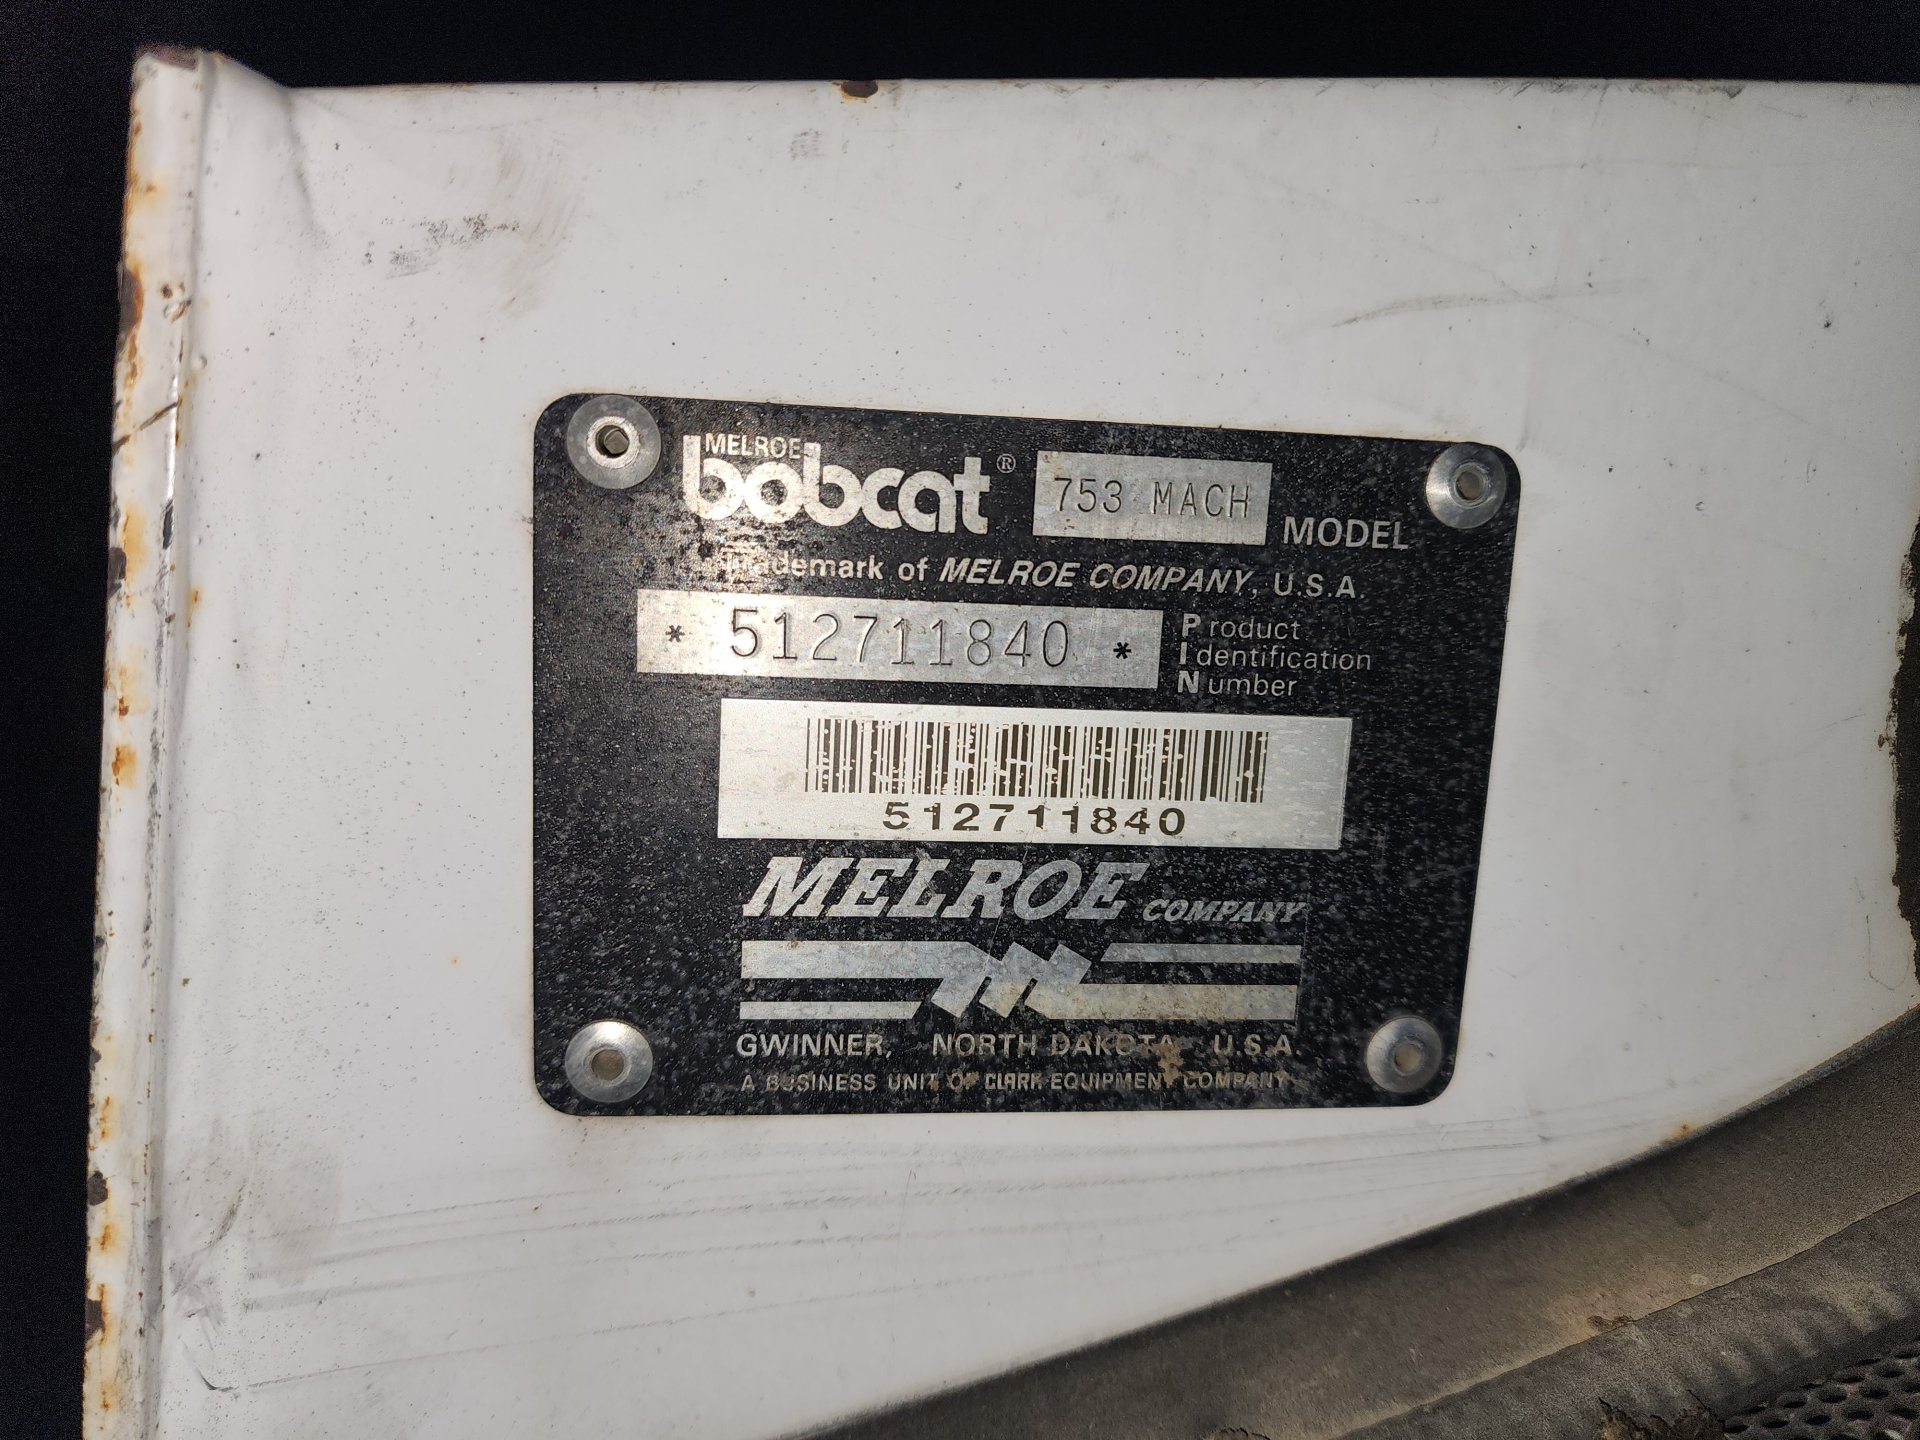 MELROE
bobcat® 753 MACH MODEL
Trademark of MELROE COMPANY, U.S.A.
* 512711840 * Product
Identification
Number
512711840
MELROE COMPANY
GWINNER, NORTH DAKOTA U.S.A.
A BUSINESS UNIT OF CLARK EQUIPMENT COMPANY